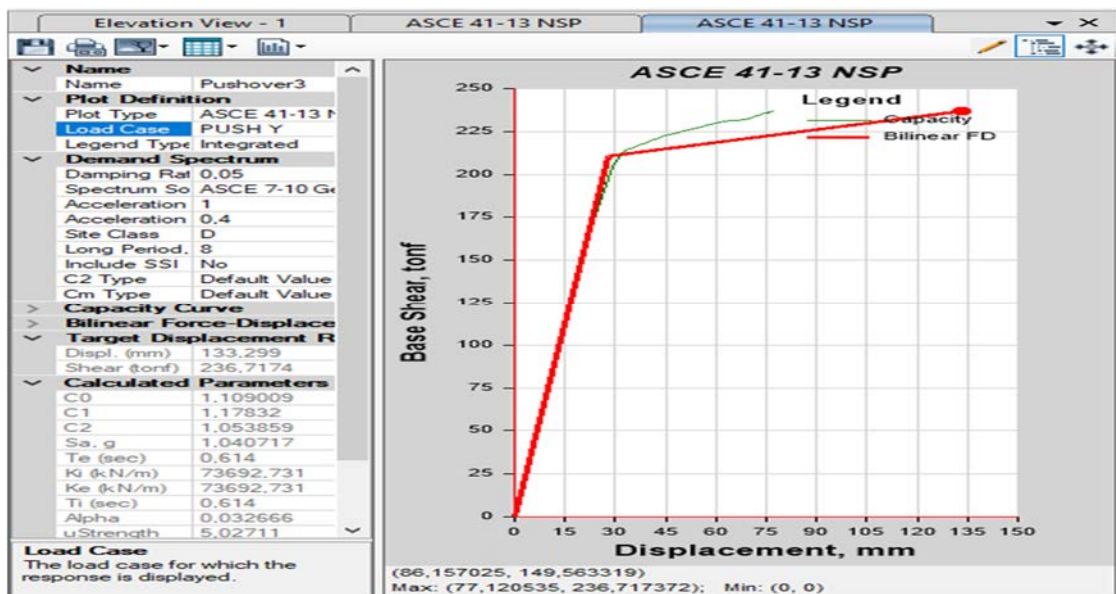 Elevation View - 1
ASCE 41-13 NSP
ASCE 41-13 NSP
Name
Name Pushover3
Plot Definition
Plot Type ASCE 41-13 N
Load Case PUSH Y
Legend Type Integrated
Demand Spectrum
Damping Rat 0,05
Spectrum So ASCE 7-10 Ge
Acceleration 1
Acceleration 0,4
Site Class D
Long Period, 8
Include SSI No
C2 Type Default Value
Cm Type Default Value
Capacity Curve
Bilinear Force-Displace
Target Displacement R
Displ. (mm) 133,299
Shear (tonf) 236,7174
Calculated Parameters
C0 1,109009
C1 1,17832
C2 1,053859
Sa, g 1,040717
Te (sec) 0,614
Ki (kN/m) 73692,731
Ke (kN/m) 73692,731
Ti (sec) 0,614
Alpha 0,032666
uStrength 5,02711
Load Case
The load case for which the
response is displayed.
ASCE 41-13 NSP
Legend
Capacity
Bilinear FD
Base Shear, tonf
250
225
200
175
150
125
100
75
50
25
0
0 15 30 45 60 75 90 105 120 135 150
Displacement, mm
(86,157025, 149,563319)
Max: (77,120535, 236,717372); Min: (0, 0)